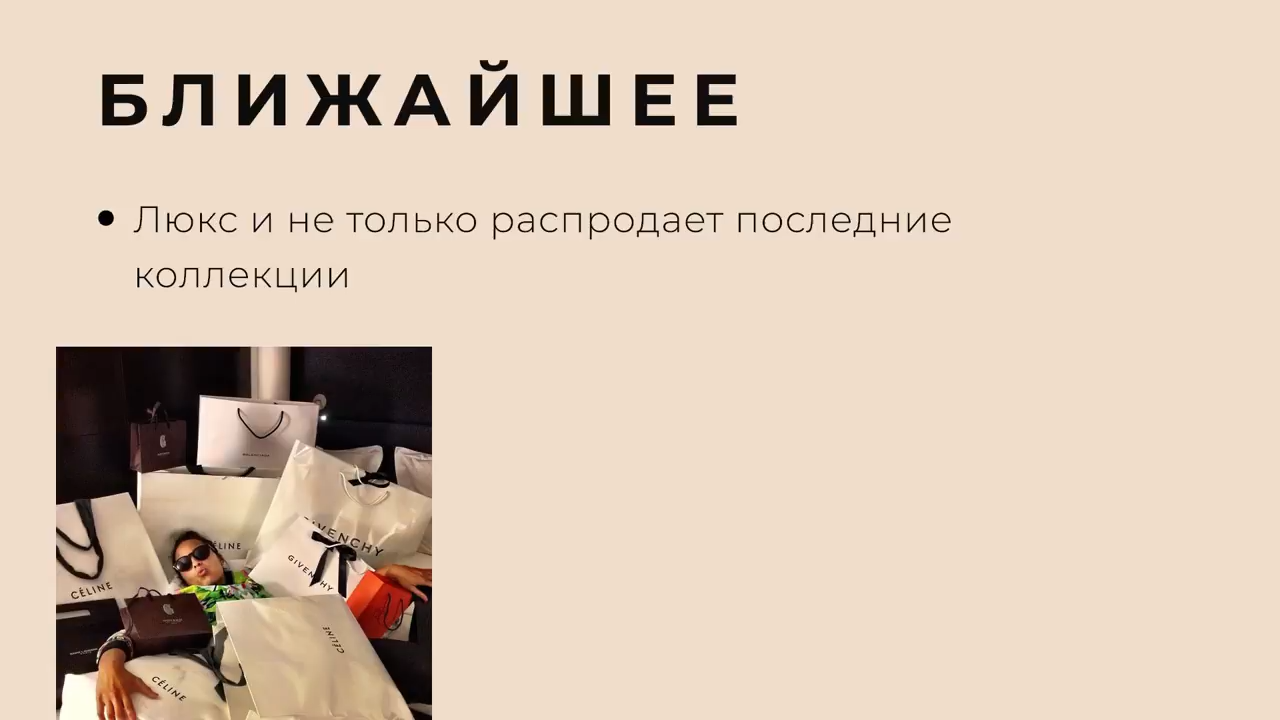 БЛИЖАЙШЕЕ
• Люкс и не только распродает последние
коллекции
CÉLINE
GIVENCHY
GIVENCHY
CÉLINE
CÉLINE
CÉLINE